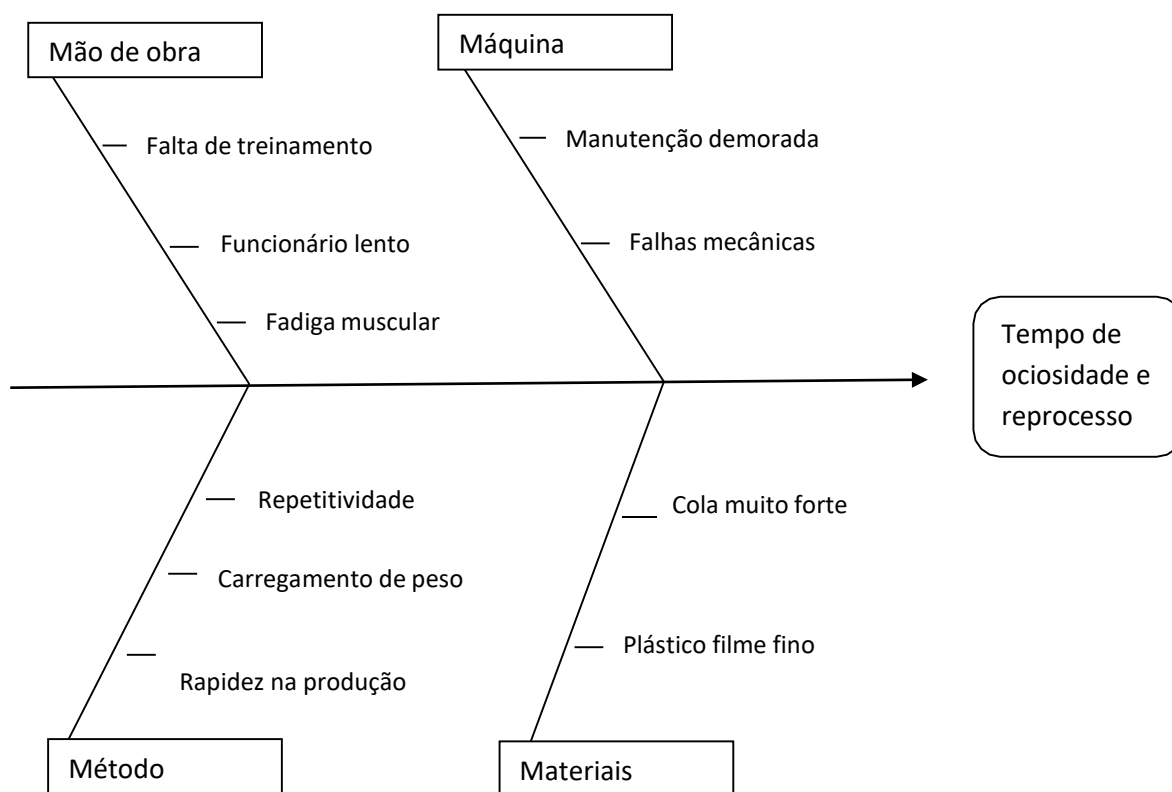 Mão de obra
Máquina
Falta de treinamento
Manutenção demorada
Funcionário lento
Falhas mecânicas
Fadiga muscular
Tempo de
ociosidade e
reprocesso
Repetitividade
Cola muito forte
Carregamento de peso
Plástico filme fino
Rapidez na produção
Método
Materiais